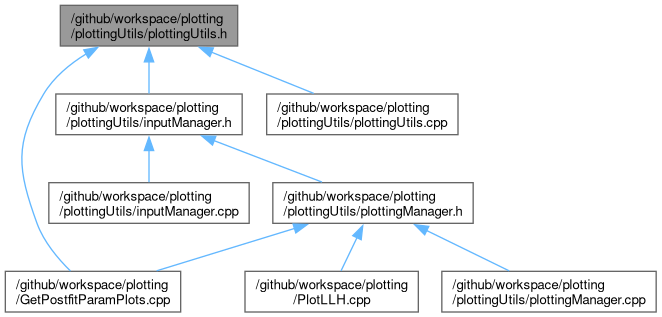 /github/workspace/plotting
/plottingUtils/plottingUtils.h
/github/workspace/plotting
/plottingUtils/inputManager.h
/github/workspace/plotting
/plottingUtils/plottingUtils.cpp
/github/workspace/plotting
/plottingUtils/inputManager.cpp
/github/workspace/plotting
/plottingUtils/plottingManager.h
/github/workspace/plotting
/GetPostfitParamPlots.cpp
/github/workspace/plotting
/PlotLLH.cpp
/github/workspace/plotting
/plottingUtils/plottingManager.cpp